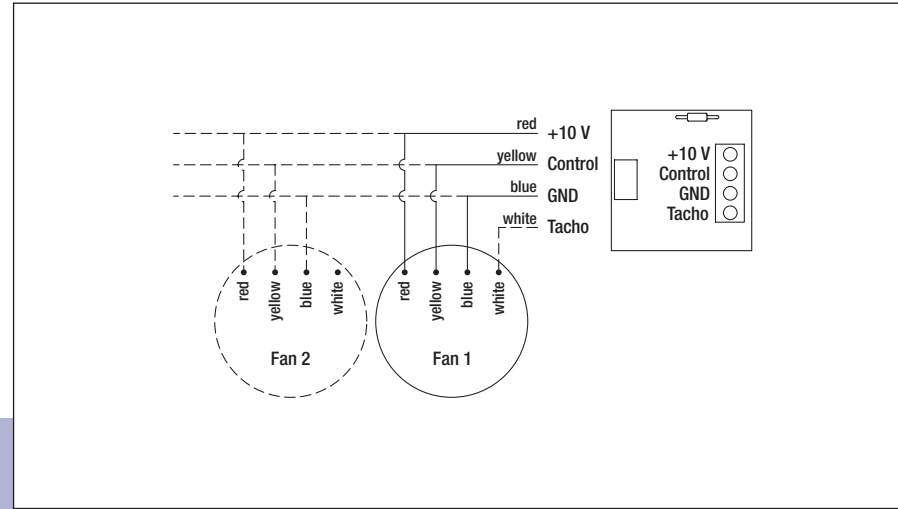 red +10 V
yellow Control
blue GND
white Tacho
+10 V
Control
GND
Tacho
red yellow blue white
Fan 2
red yellow blue white
Fan 1